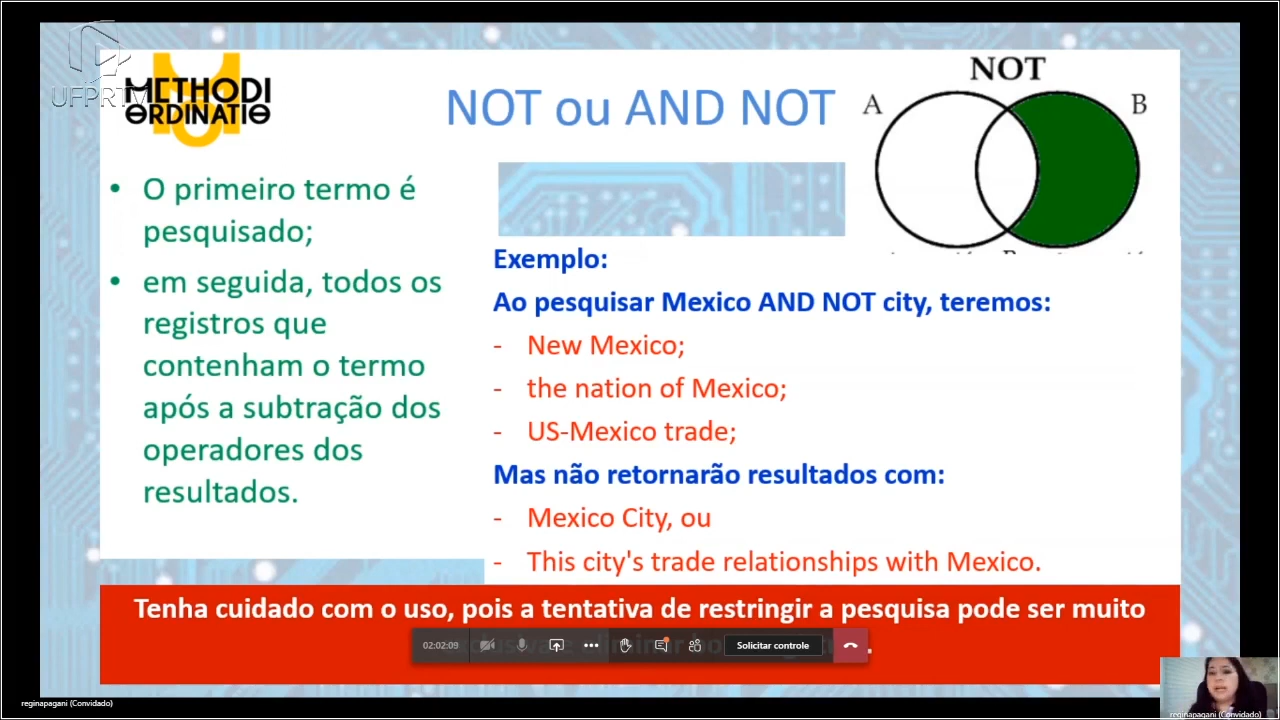 UFPRTV
METHODI
ORDINATIO
NOT ou AND NOT
NOT
A
B
• O primeiro termo é
pesquisado;
• em seguida, todos os
registros que
contenham o termo
após a subtração dos
operadores dos
resultados.
Exemplo:
Ao pesquisar Mexico AND NOT city, teremos:
- New Mexico;
- the nation of Mexico;
- US-Mexico trade;
Mas não retornarão resultados com:
- Mexico City, ou
- This city's trade relationships with Mexico.
Tenha cuidado com o uso, pois a tentativa de restringir a pesquisa pode ser muito
02:02:09
Solicitar controle
reginapagani (Convidado)
reginapagani (Convidado)